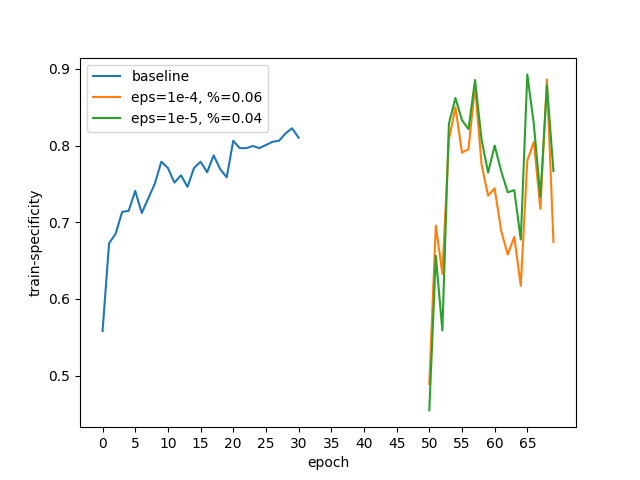 baseline
eps=1e-4, %=0.06
eps=1e-5, %=0.04
0.9
0.8
0.7
0.6
0.5
train-specificity
0 5 10 15 20 25 30 35 40 45 50 55 60 65
epoch